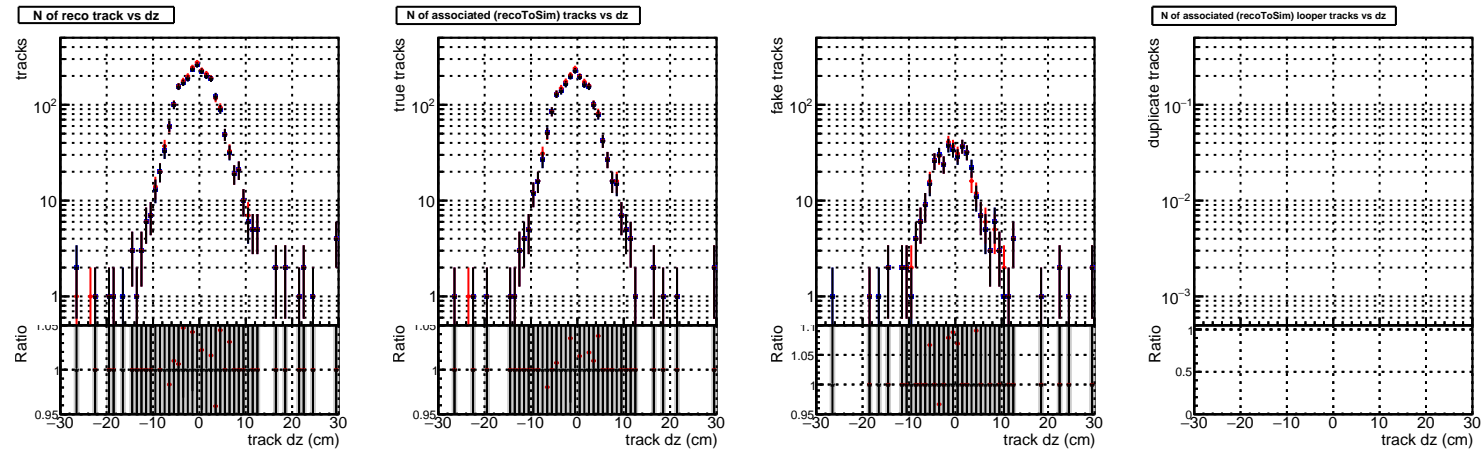 N of reco track vs dz
tracks
10²
10
1
Ratio
1.05
1
0.95
−30 −20 −10 0 10 20 30
track dz (cm)
N of associated (recoToSim) tracks vs dz
true tracks
10²
10
1
Ratio
1.05
1
0.95
−30 −20 −10 0 10 20 30
track dz (cm)
fake tracks
10²
10
1
Ratio
1.1
1.05
1
0.95
−30 −20 −10 0 10 20 30
track dz (cm)
N of associated (recoToSim) looper tracks vs dz
duplicate tracks
10⁻¹
10⁻²
10⁻³
Ratio
1
0.5
0
−30 −20 −10 0 10 20 30
track dz (cm)